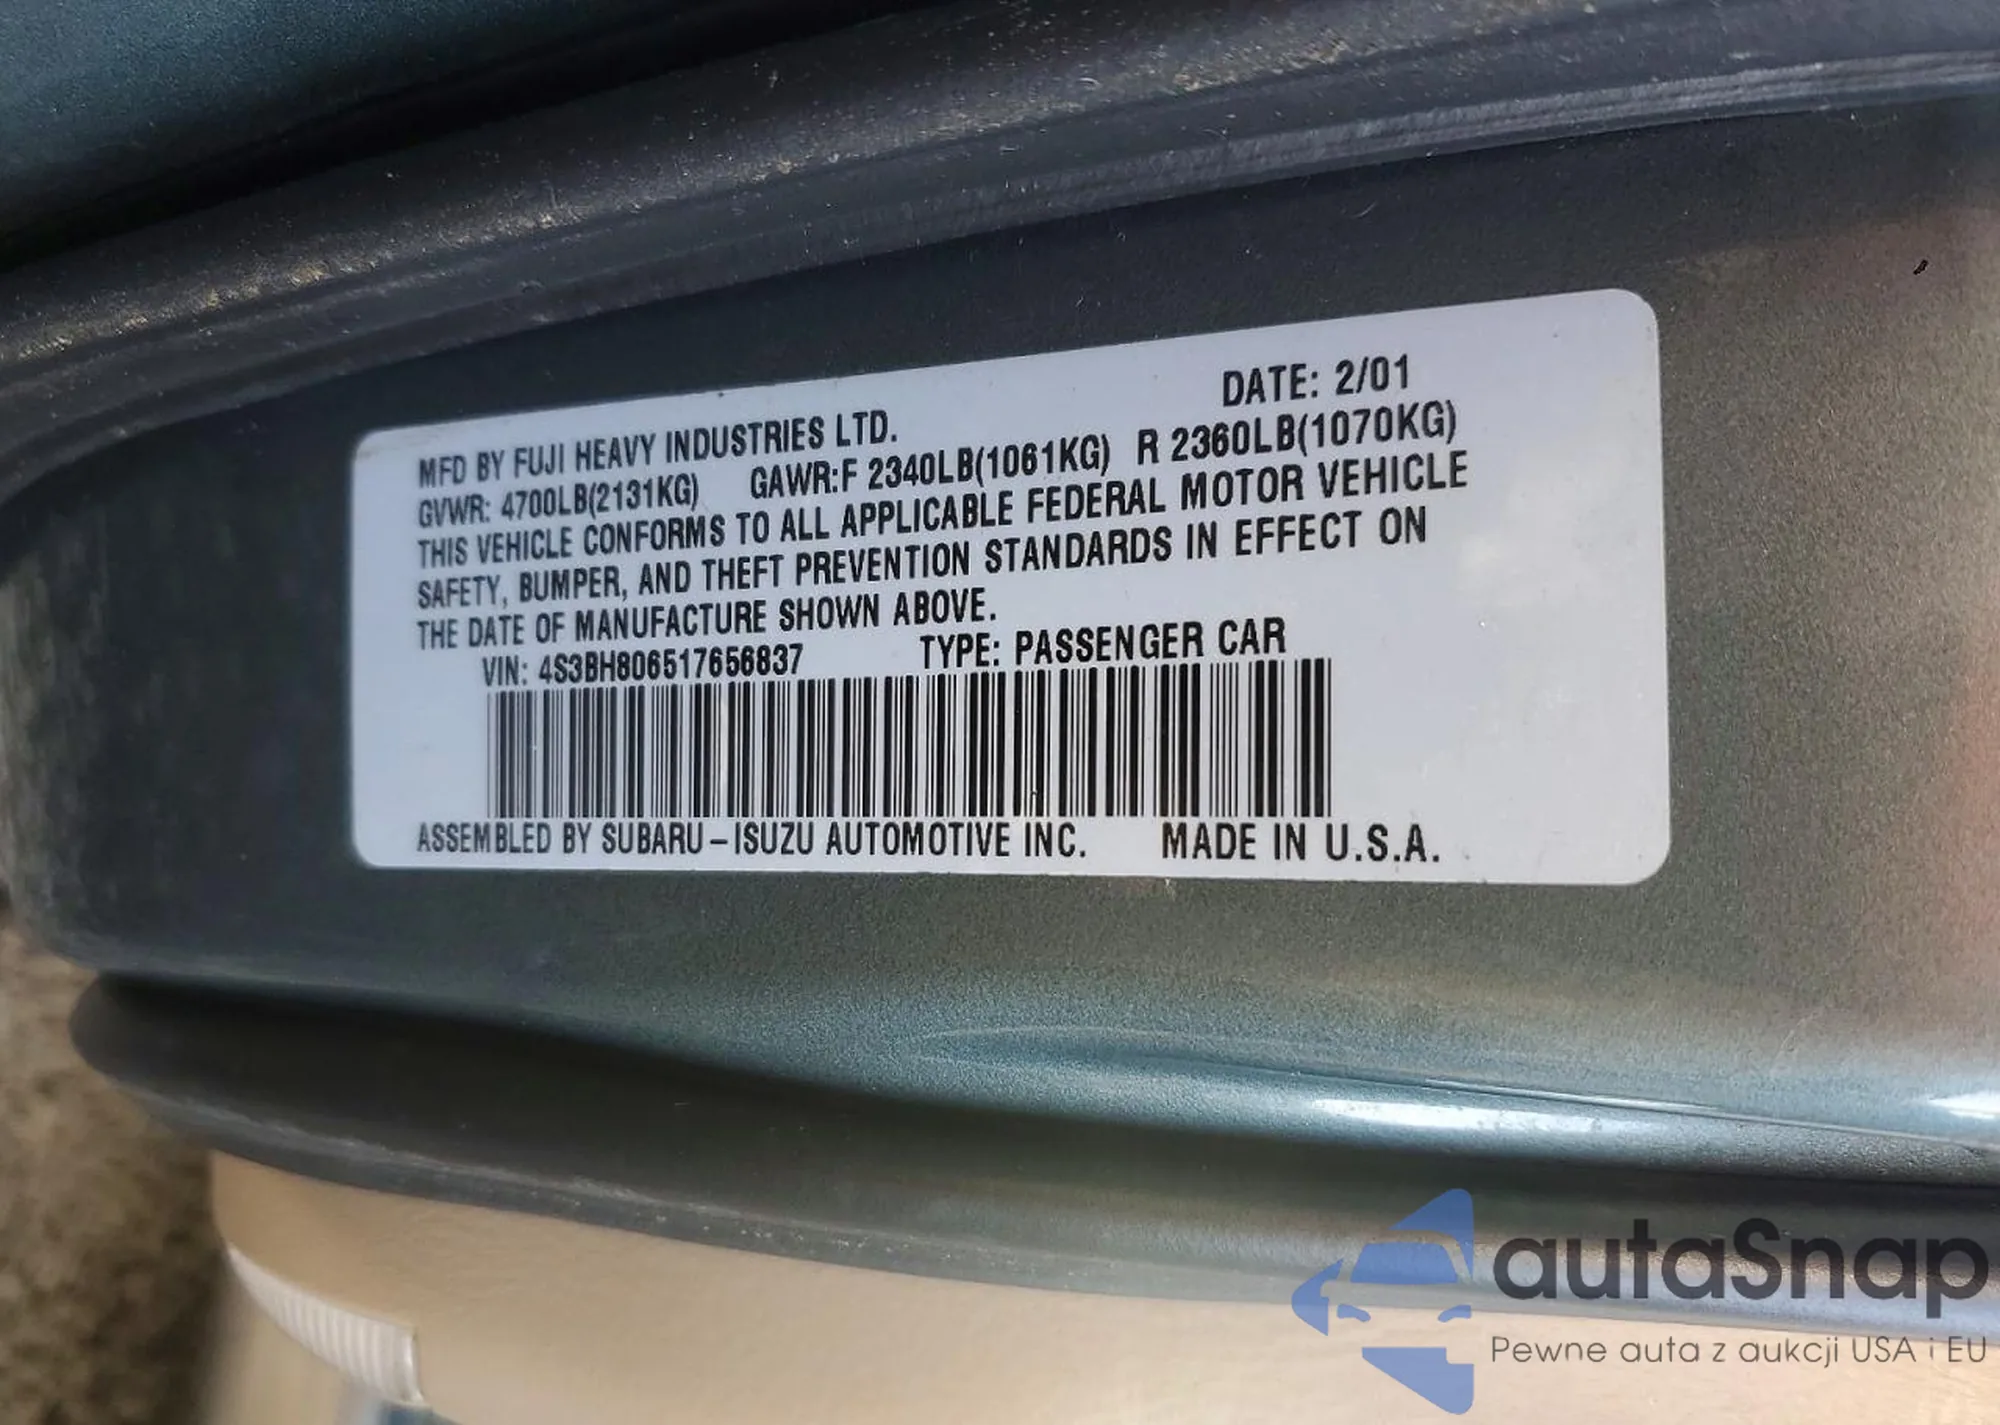 DATE: 2/01
MFD BY FUJI HEAVY INDUSTRIES LTD.
GVWR: 4700LB(2131KG) GAWR:F 2340LB(1061KG) R 2360LB(1070KG)
THIS VEHICLE CONFORMS TO ALL APPLICABLE FEDERAL MOTOR VEHICLE
SAFETY, BUMPER, AND THEFT PREVENTION STANDARDS IN EFFECT ON
THE DATE OF MANUFACTURE SHOWN ABOVE.
VIN: 4S3BH806517656837 TYPE: PASSENGER CAR
ASSEMBLED BY SUBARU-ISUZU AUTOMOTIVE INC. MADE IN U.S.A.
autaSnap
Pewne auta z aukcji USA i EU